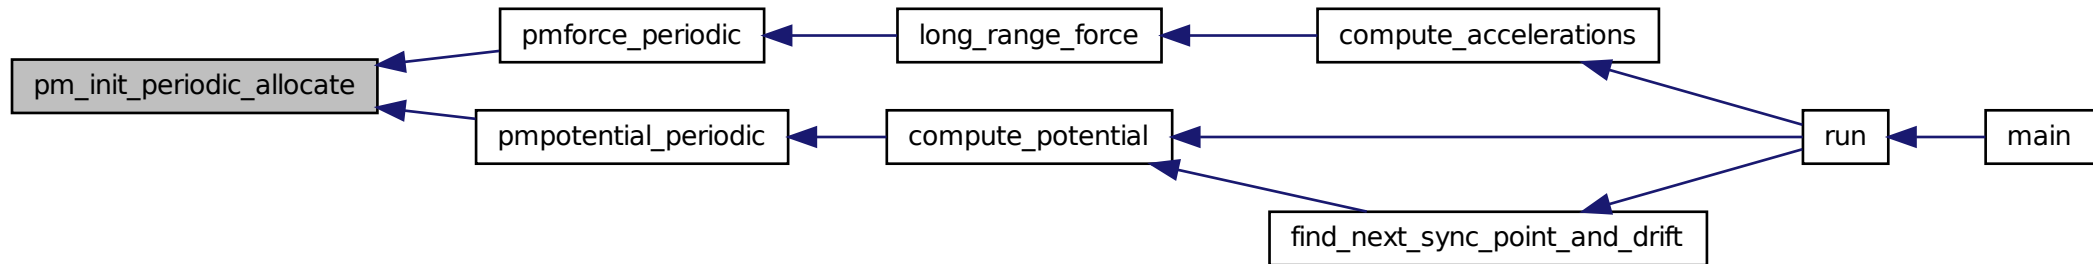 pmforce_periodic
long_range_force
compute_accelerations
pm_init_periodic_allocate
pmpotential_periodic
compute_potential
run
main
find_next_sync_point_and_drift